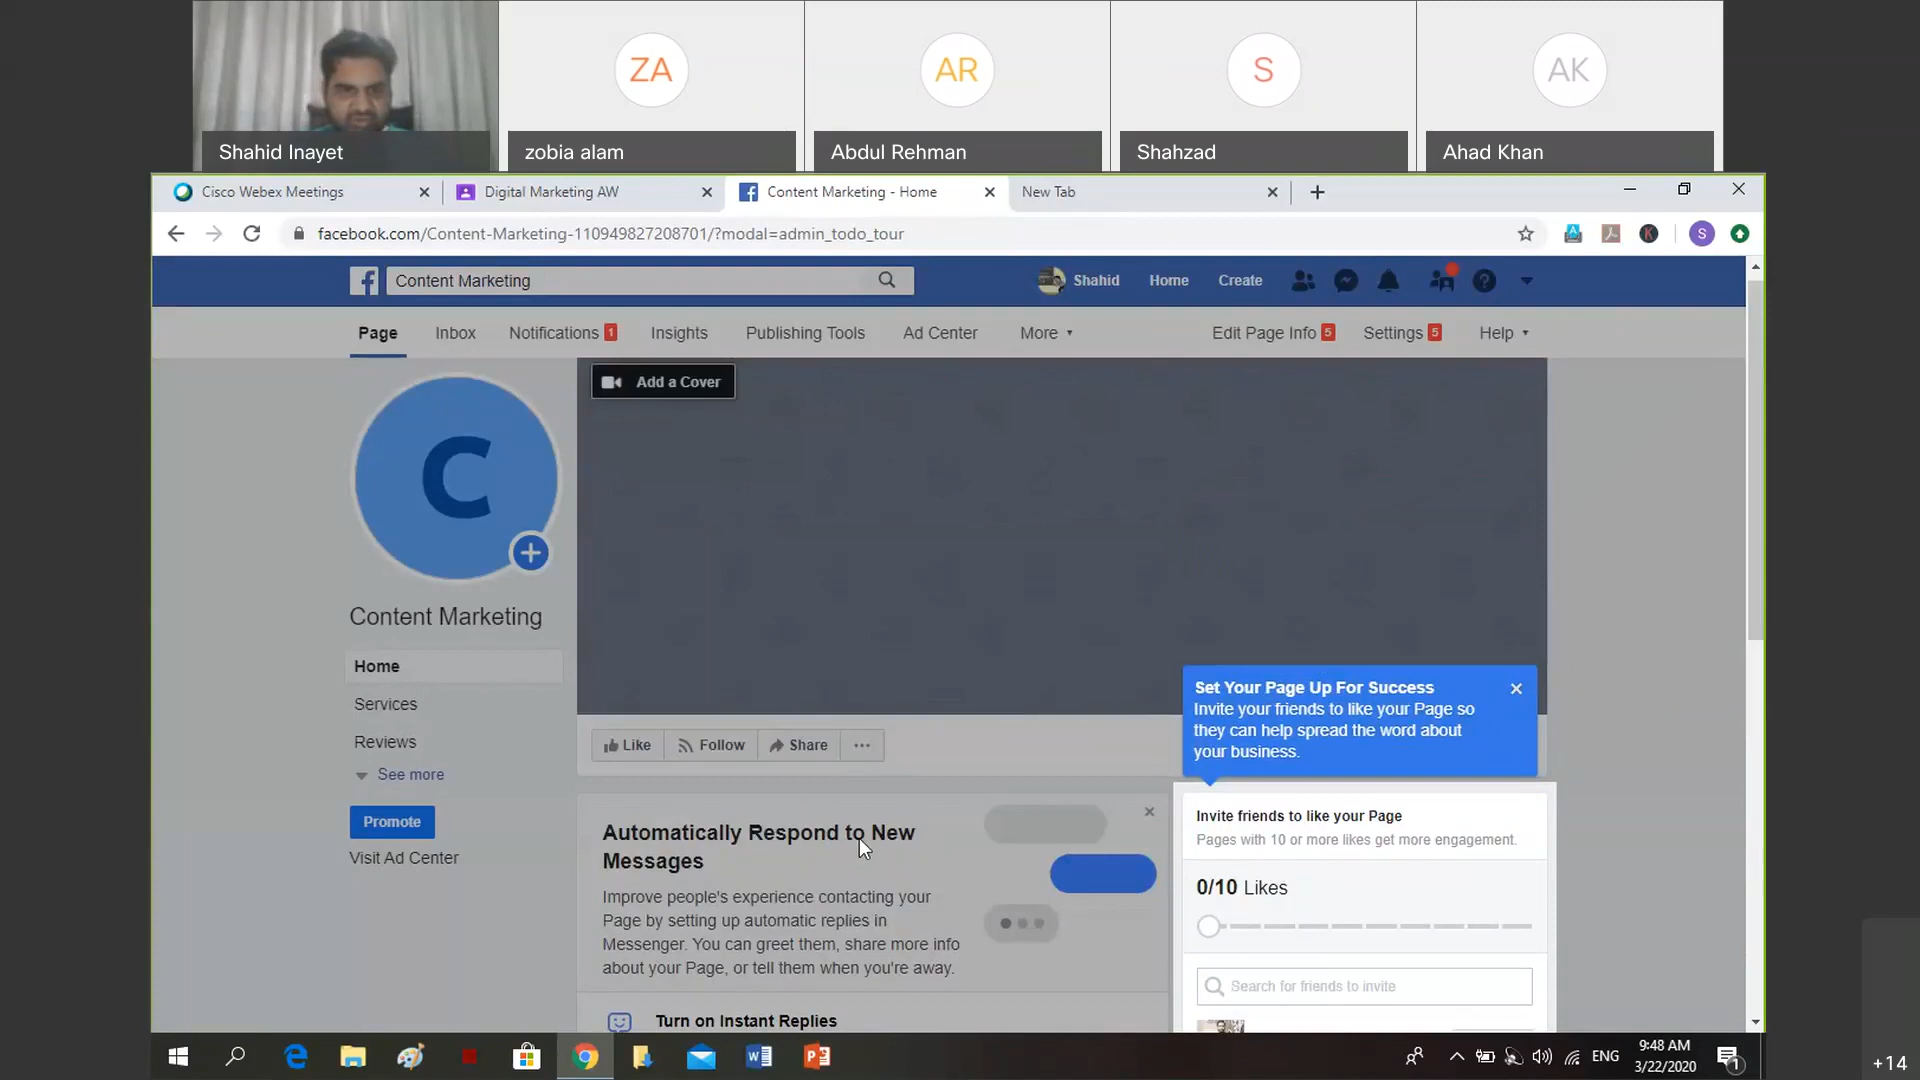 ZA
AR
S
AK
Shahid Inayet
zobia alam
Abdul Rehman
Shahzad
Ahad Khan
Cisco Webex Meetings
Digital Marketing AW
Content Marketing - Home
New Tab
facebook.com/Content-Marketing-110949827208701/?modal=admin_todo_tour
S
Content Marketing
Shahid
Home
Create
Page
Inbox
Notifications 1
Insights
Publishing Tools
Ad Center
More
Edit Page Info 5
Settings 5
Help
Add a Cover
C
Content Marketing
Home
Services
Reviews
See more
Promote
Visit Ad Center
Like
Follow
Share
Set Your Page Up For Success
Invite your friends to like your Page so
they can help spread the word about
your business.
Automatically Respond to New
Messages
Improve people's experience contacting your
Page by setting up automatic replies in
Messenger. You can greet them, share more info
about your Page, or tell them when you're away.
Turn on Instant Replies
Invite friends to like your Page
Pages with 10 or more likes get more engagement.
0/10 Likes
Search for friends to invite
ENG
9:48 AM
3/22/2020
1
+14